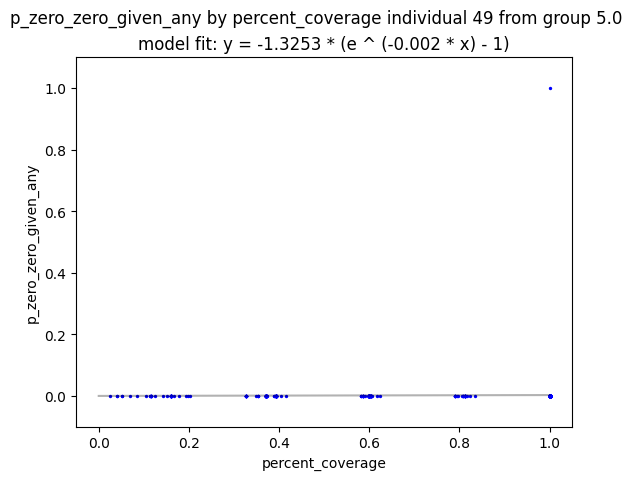 p_zero_zero_given_any by percent_coverage individual 49 from group 5.0
model fit: y = -1.3253 * (e ^ (-0.002 * x) - 1)
1.0
0.8
0.6
0.4
0.2
0.0
p_zero_zero_given_any
0.0 0.2 0.4 0.6 0.8 1.0
percent_coverage